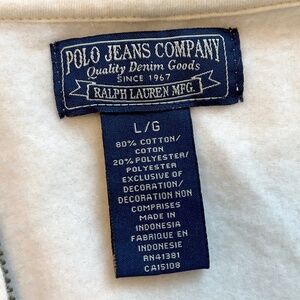 POLO JEANS COMPANY
Quality Denim Goods
SINCE 1967
RALPH LAUREN MFG.
L/G
80% COTTON/
COTON
20% POLYESTER/
POLYESTER
EXCLUSIVE OF
DECORATION/
DECORATION NON
COMPRISES
MADE IN
INDONESIA
FABRIQUE EN
INDONESIE
RN41381
CA15108